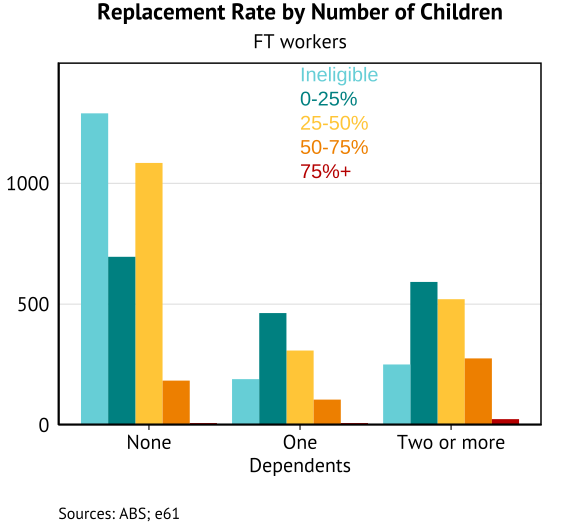 Replacement Rate by Number of Children
FT workers
Ineligible
0-25%
25-50%
50-75%
75%+
1000
500
0
None One Two or more
Dependents
Sources: ABS; e61